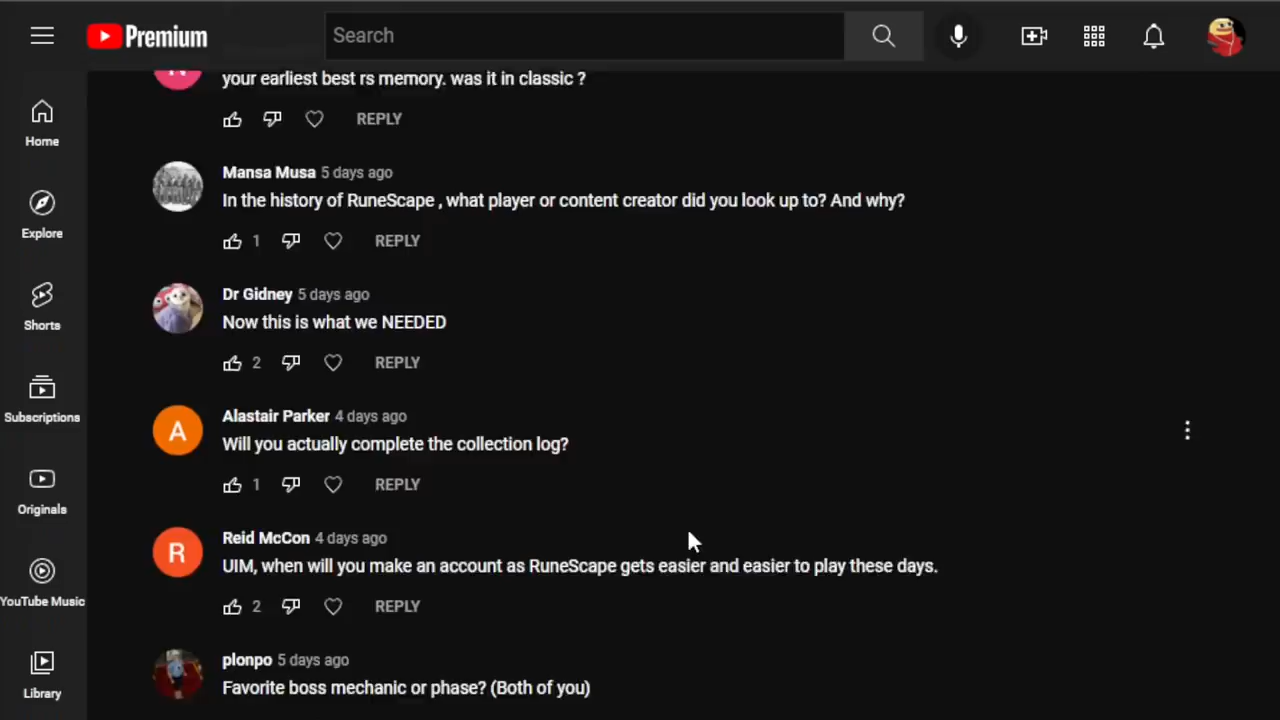 Premium
Search
your earliest best rs memory. was it in classic ?
REPLY
Home
Mansa Musa 5 days ago
In the history of RuneScape , what player or content creator did you look up to? And why?
1 REPLY
Explore
Dr Gidney 5 days ago
Now this is what we NEEDED
2 REPLY
Shorts
Alastair Parker 4 days ago
A
Will you actually complete the collection log?
1 REPLY
Subscriptions
Originals
Reid McCon 4 days ago
R
UIM, when will you make an account as RuneScape gets easier and easier to play these days.
2 REPLY
YouTube Music
plonpo 5 days ago
Favorite boss mechanic or phase? (Both of you)
Library